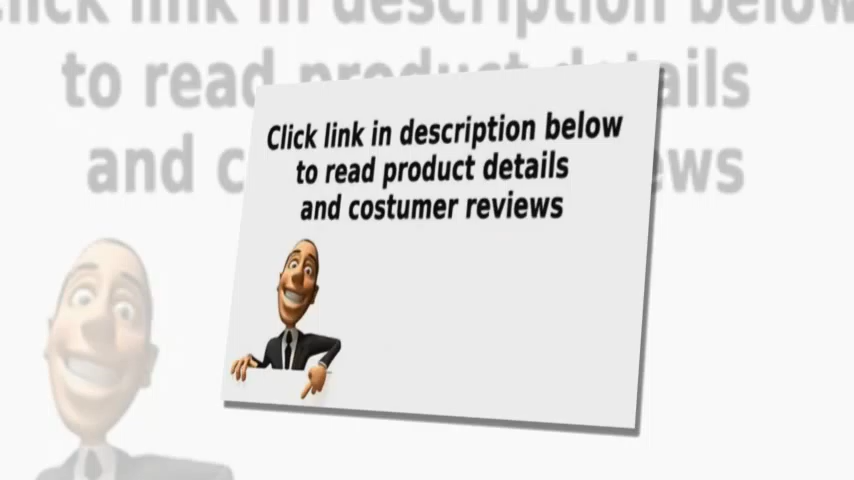 Click link in description below
to read product details
and costumer reviews